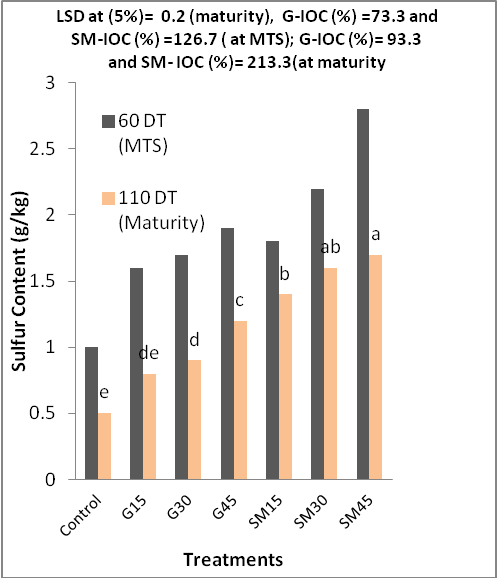 LSD at (5%)= 0.2 (maturity), G-IOC (%) =73.3 and
SM-IOC (%) =126.7 ( at MTS); G-IOC (%)= 93.3
and SM- IOC (%)= 213.3(at maturity
3
2.5
2
1.5
1
0.5
0
Sulfur Content (g/kg)
60 DT
(MTS)
110 DT
(Maturity)
e
de
d
c
b
ab
a
Control
G15
G30
G45
SM15
SM30
SM45
Treatments